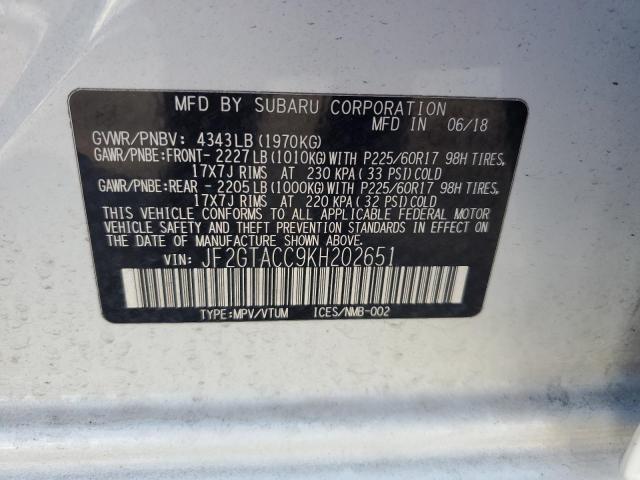 MFD BY SUBARU CORPORATION
MFD IN 06/18
GVWR/PNBV: 4343LB (1970KG)
GAWR/PNBE:FRONT- 2227LB (1010KG) WITH P225/60R17 98H TIRES,
17X7J RIMS AT 230 KPA (33 PSI) COLD
GAWR/PNBE:REAR - 2205LB (1000KG) WITH P225/60R17 98H TIRES,
17X7J RIMS AT 220 KPA (32 PSI) COLD
THIS VEHICLE CONFORMS TO ALL APPLICABLE FEDERAL MOTOR
VEHICLE SAFETY AND THEFT PREVENTION STANDARDS IN EFFECT
ON THE DATE OF MANUFACTURE SHOWN ABOVE.
VIN: JF2GTACC9KH202651
TYPE:MPV/VTUM ICES/NMB-002